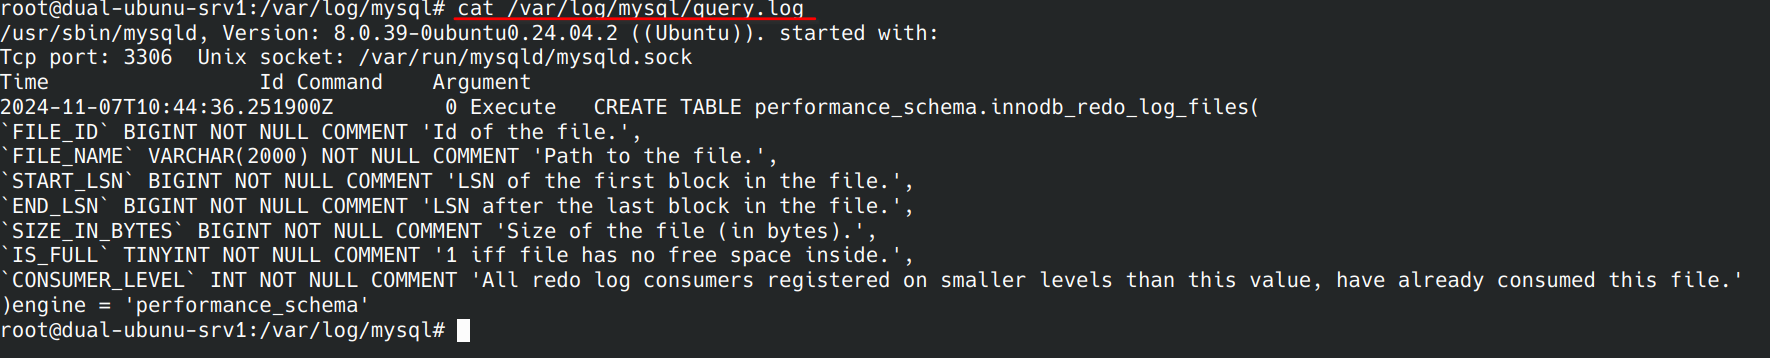 root@dual-ubunu-srv1:/var/log/mysql# cat /var/log/mysql/query.log
/usr/sbin/mysqld, Version: 8.0.39-0ubuntu0.24.04.2 ((Ubuntu)). started with:
Tcp port: 3306  Unix socket: /var/run/mysqld/mysqld.sock
Time                 Id Command    Argument
2024-11-07T10:44:36.251900Z         0 Execute   CREATE TABLE performance_schema.innodb_redo_log_files(
`FILE_ID` BIGINT NOT NULL COMMENT 'Id of the file.',
`FILE_NAME` VARCHAR(2000) NOT NULL COMMENT 'Path to the file.',
`START_LSN` BIGINT NOT NULL COMMENT 'LSN of the first block in the file.',
`END_LSN` BIGINT NOT NULL COMMENT 'LSN after the last block in the file.',
`SIZE_IN_BYTES` BIGINT NOT NULL COMMENT 'Size of the file (in bytes).',
`IS_FULL` TINYINT NOT NULL COMMENT '1 iff file has no free space inside.',
`CONSUMER_LEVEL` INT NOT NULL COMMENT 'All redo log consumers registered on smaller levels than this value, have already consumed this file.'
)engine = 'performance_schema'
root@dual-ubunu-srv1:/var/log/mysql#